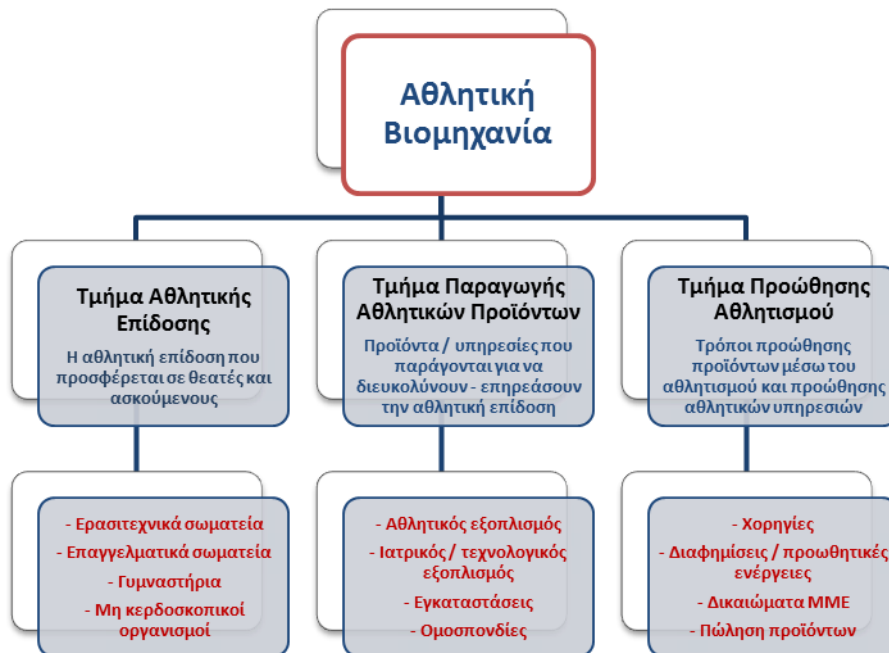 Αθλητική
Βιομηχανία
Τμήμα Αθλητικής
Επίδοσης
Η αθλητική επίδοση που
προσφέρεται σε θεατές και
ασκούμενους
Τμήμα Παραγωγής
Αθλητικών Προϊόντων
Προϊόντα / υπηρεσίες που
παράγονται για να
διευκολύνουν - επηρεάσουν
την αθλητική επίδοση
Τμήμα Προώθησης
Αθλητισμού
Τρόποι προώθησης
προϊόντων μέσω του
αθλητισμού και προώθησης
αθλητικών υπηρεσιών
- Ερασιτεχνικά σωματεία
- Επαγγελματικά σωματεία
- Γυμναστήρια
- Μη κερδοσκοπικοί
οργανισμοί
- Αθλητικός εξοπλισμός
- Ιατρικός / τεχνολογικός
εξοπλισμός
- Εγκαταστάσεις
- Ομοσπονδίες
- Χορηγίες
- Διαφημίσεις / προωθητικές
ενέργειες
- Δικαιώματα ΜΜΕ
- Πώληση προϊόντων